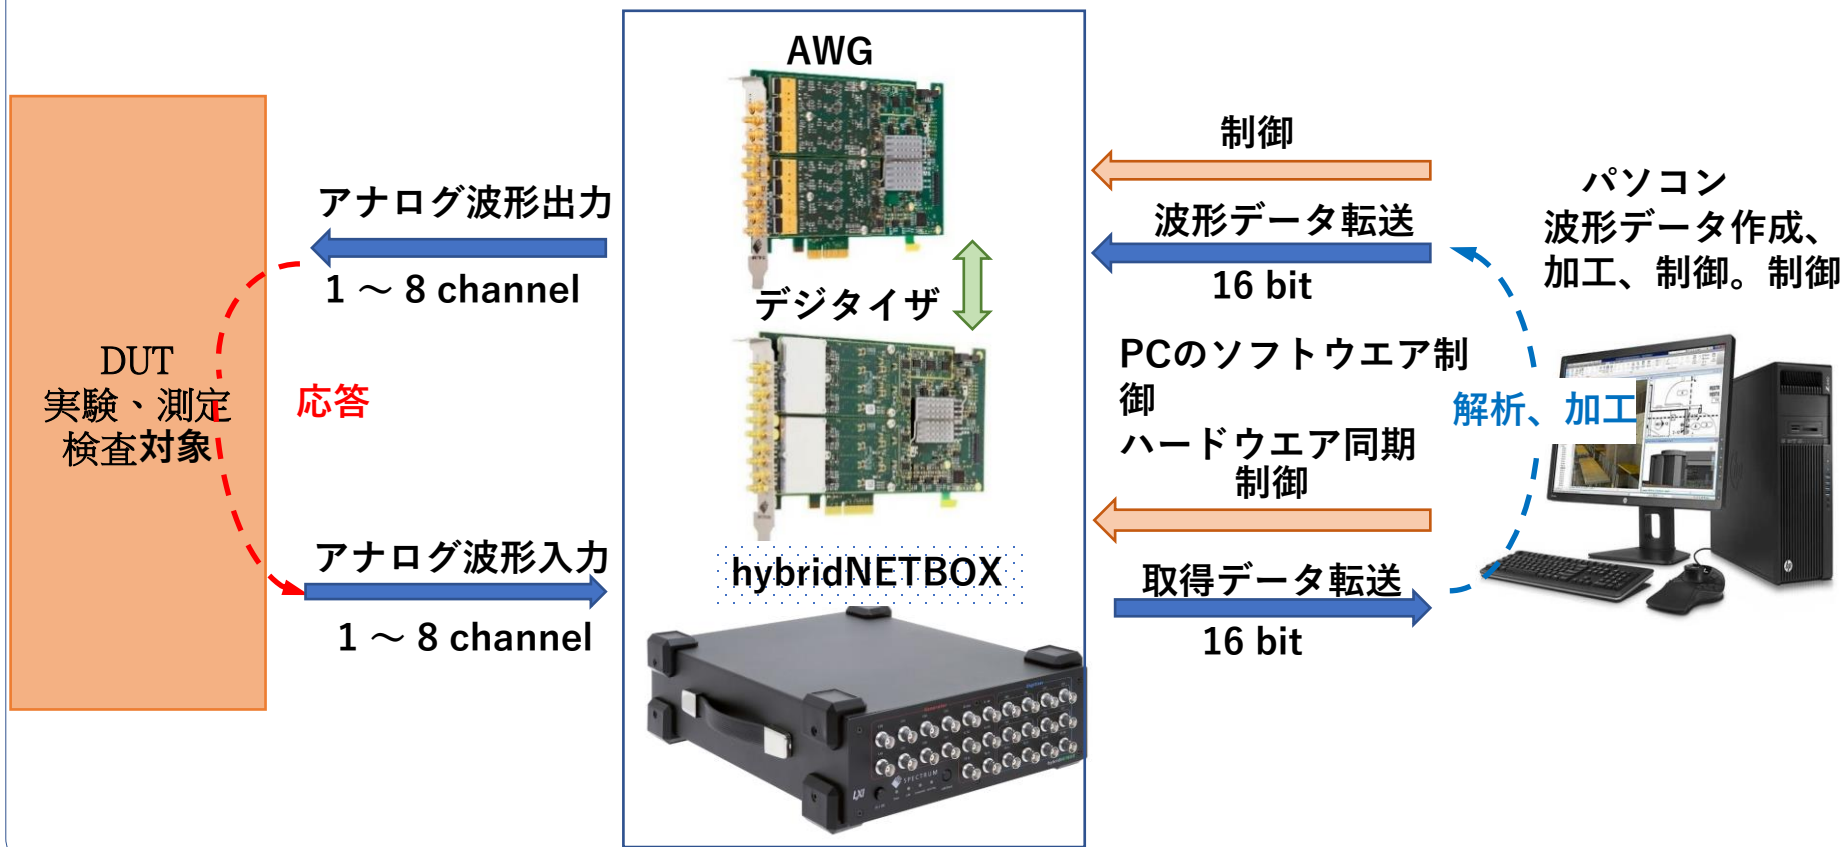 AWG
制御
アナログ波形出力
1 ～ 8 channel
波形データ転送
16 bit
パソコン
波形データ作成、
加工、制御。制御
デジタイザ
DUT
実験、測定
検査対象
応答
PCのソフトウエア制
御
ハードウエア同期
制御
解析、加工
アナログ波形入力
1 ～ 8 channel
hybridNETBOX
取得データ転送
16 bit
SPECTRUM
LXI